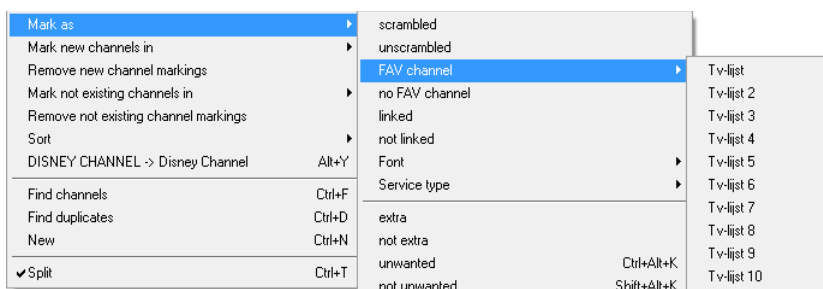 Mark as
Mark new channels in
Remove new channel markings
Mark not existing channels in
Remove not existing channel markings
Sort
DISNEY CHANNEL -> Disney Channel Alt+Y
Find channels Ctrl+F
Find duplicates Ctrl+D
New Ctrl+N
Split Ctrl+T
scrambled
unscrambled
FAV channel
no FAV channel
linked
not linked
Font
Service type
extra
not extra
unwanted Ctrl+Alt+K
not unwanted Shift+Alt+K
Tv-lijst
Tv-lijst 2
Tv-lijst 3
Tv-lijst 4
Tv-lijst 5
Tv-lijst 6
Tv-lijst 7
Tv-lijst 8
Tv-lijst 9
Tv-lijst 10